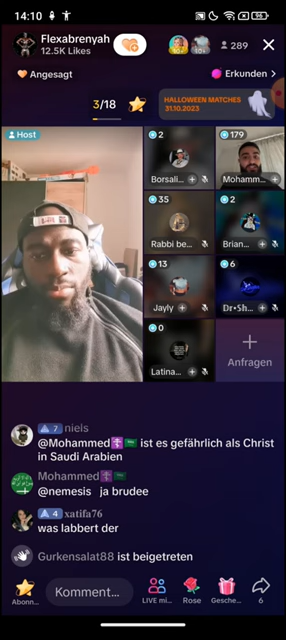 14:10
96
Flexabrenyah
12.5K Likes
289
Angesagt
Erkunden >
3/18
HALLOWEEN MATCHES
31.10.2023
Host
2
179
Borsali...
Mohamm...
35
2
Rabbi be...
Brian...
13
6
Jayly
Dr•Sh...
0
Latina...
Anfragen
7 niels
@Mohammed✝️🇸🇦 ist es gefährlich als Christ
in Saudi Arabien
Mohammed✝️🇸🇦
@nemesis ja brudee
4 xatifa76
was labbert der
Gurkensalat88 ist beigetreten
Abonn...
Komment...
LIVE mi...
Rose
Gesche...
6